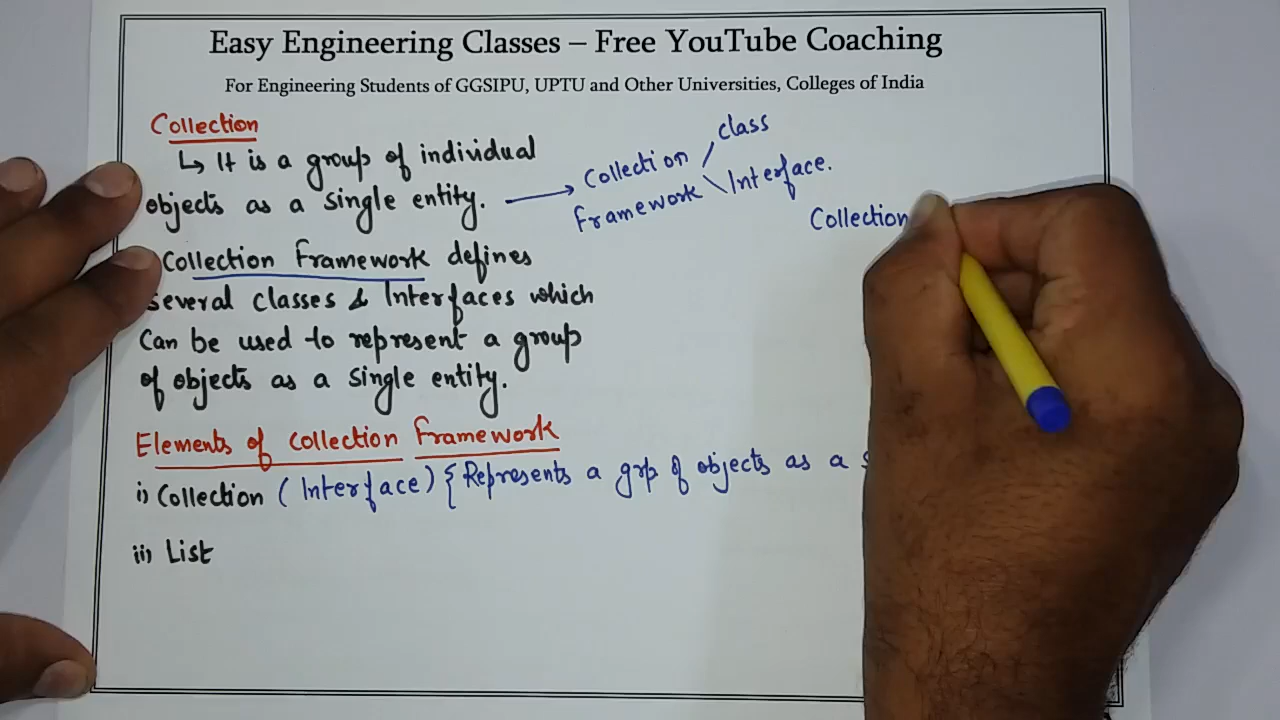 Easy Engineering Classes – Free YouTube Coaching
For Engineering Students of GGSIPU, UPTU and Other Universities, Colleges of India
Collection
↳ It is a group of individual
objects as a single entity. → Collection
Framework
class
Interface.
Collection
Collection Framework defines
several classes & Interfaces which
can be used to represent a group
of objects as a single entity.
Elements of Collection Framework
i) Collection (Interface) { Represents a grp of objects as a
ii) List